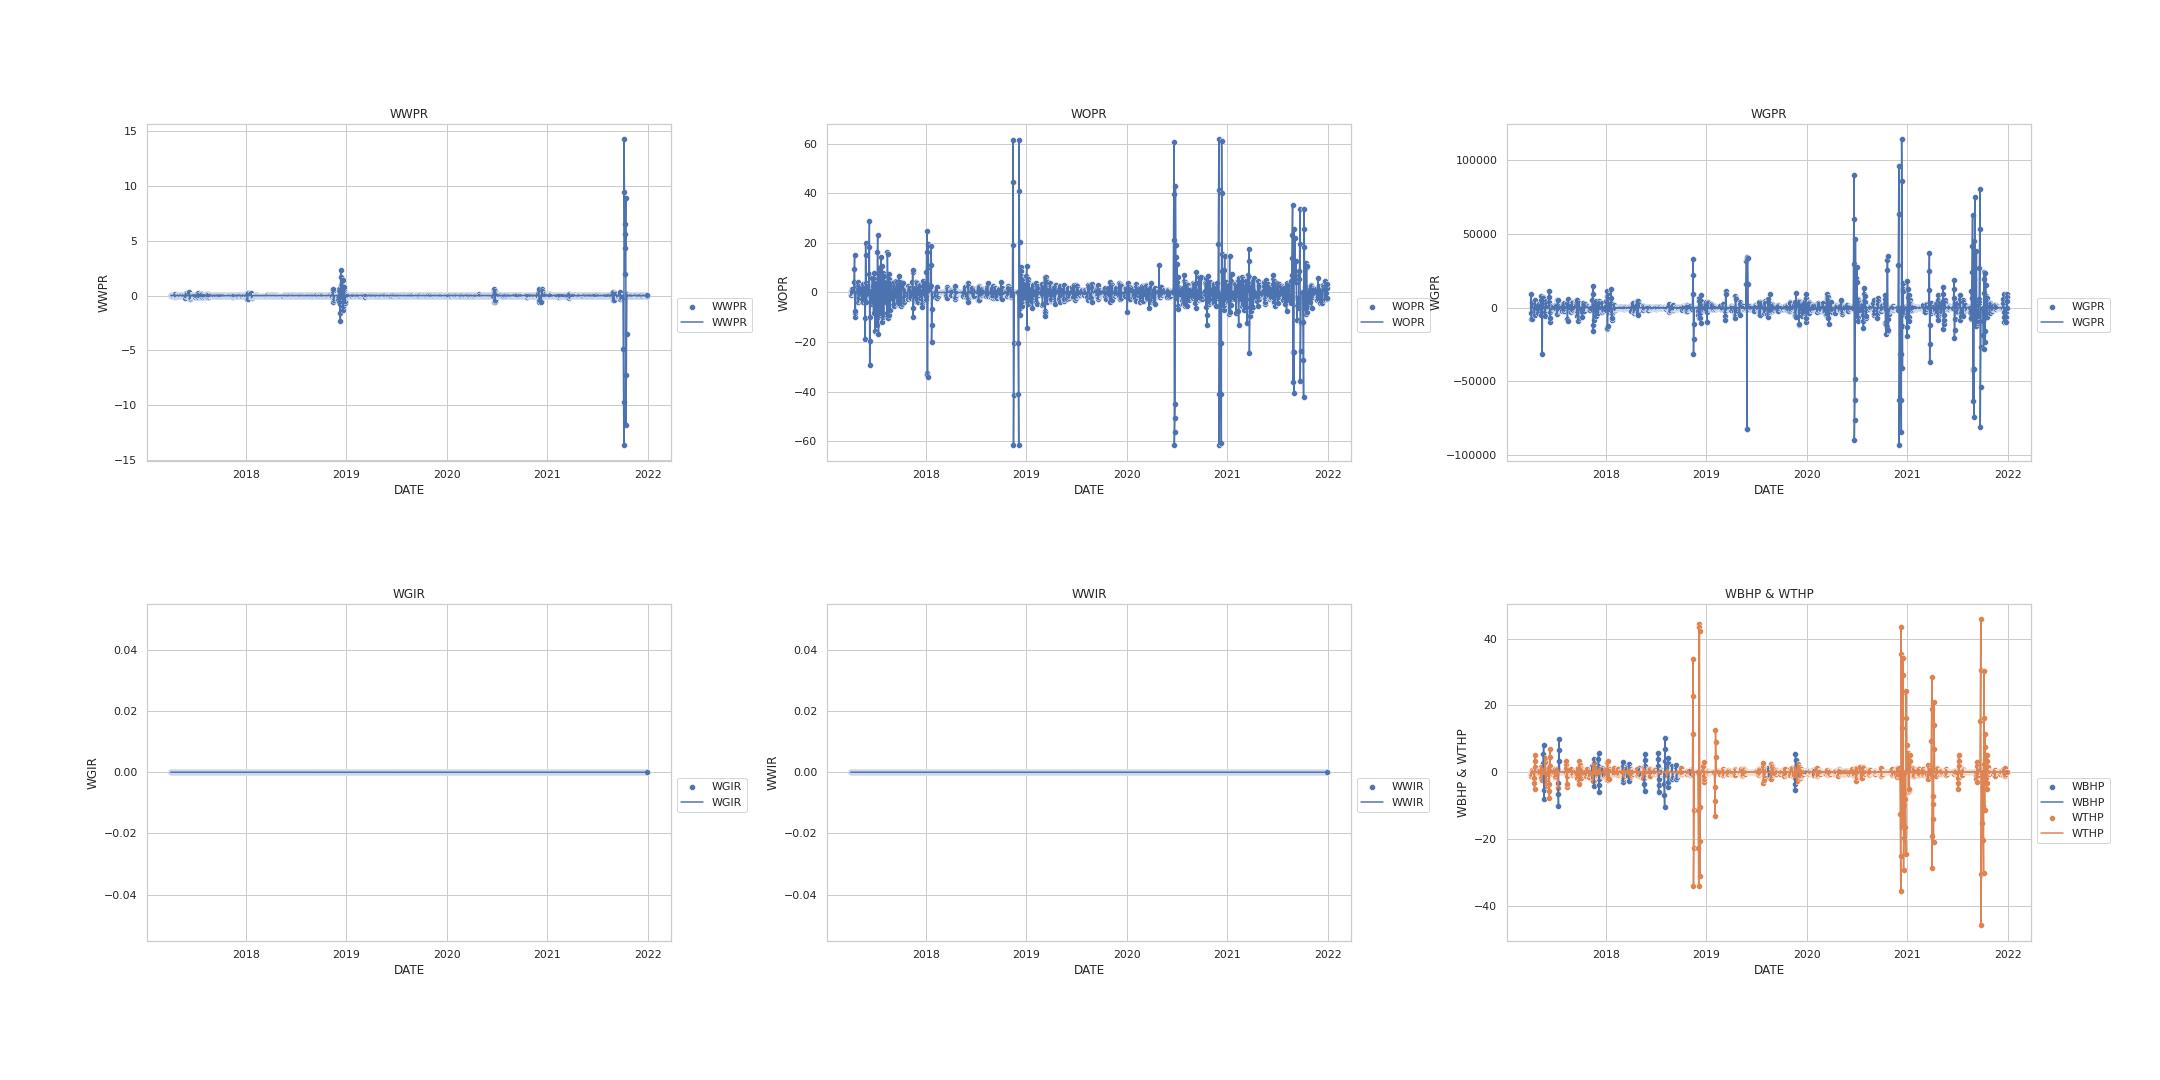 WWPR
15
10
5
0
−5
−10
−15
WWPR
2018 2019 2020 2021 2022
DATE
WWPR
WWPR
WOPR
60
40
20
0
−20
−40
−60
WOPR
2018 2019 2020 2021 2022
DATE
WOPR
WOPR
WGPR
100000
50000
0
−50000
−100000
WGPR
2018 2019 2020 2021 2022
DATE
WGPR
WGPR
WGIR
0.04
0.02
0.00
−0.02
−0.04
WGIR
2018 2019 2020 2021 2022
DATE
WGIR
WGIR
WWIR
0.04
0.02
0.00
−0.02
−0.04
WWIR
2018 2019 2020 2021 2022
DATE
WWIR
WWIR
WBHP & WTHP
40
20
0
−20
−40
WBHP & WTHP
2018 2019 2020 2021 2022
DATE
WBHP
WBHP
WTHP
WTHP